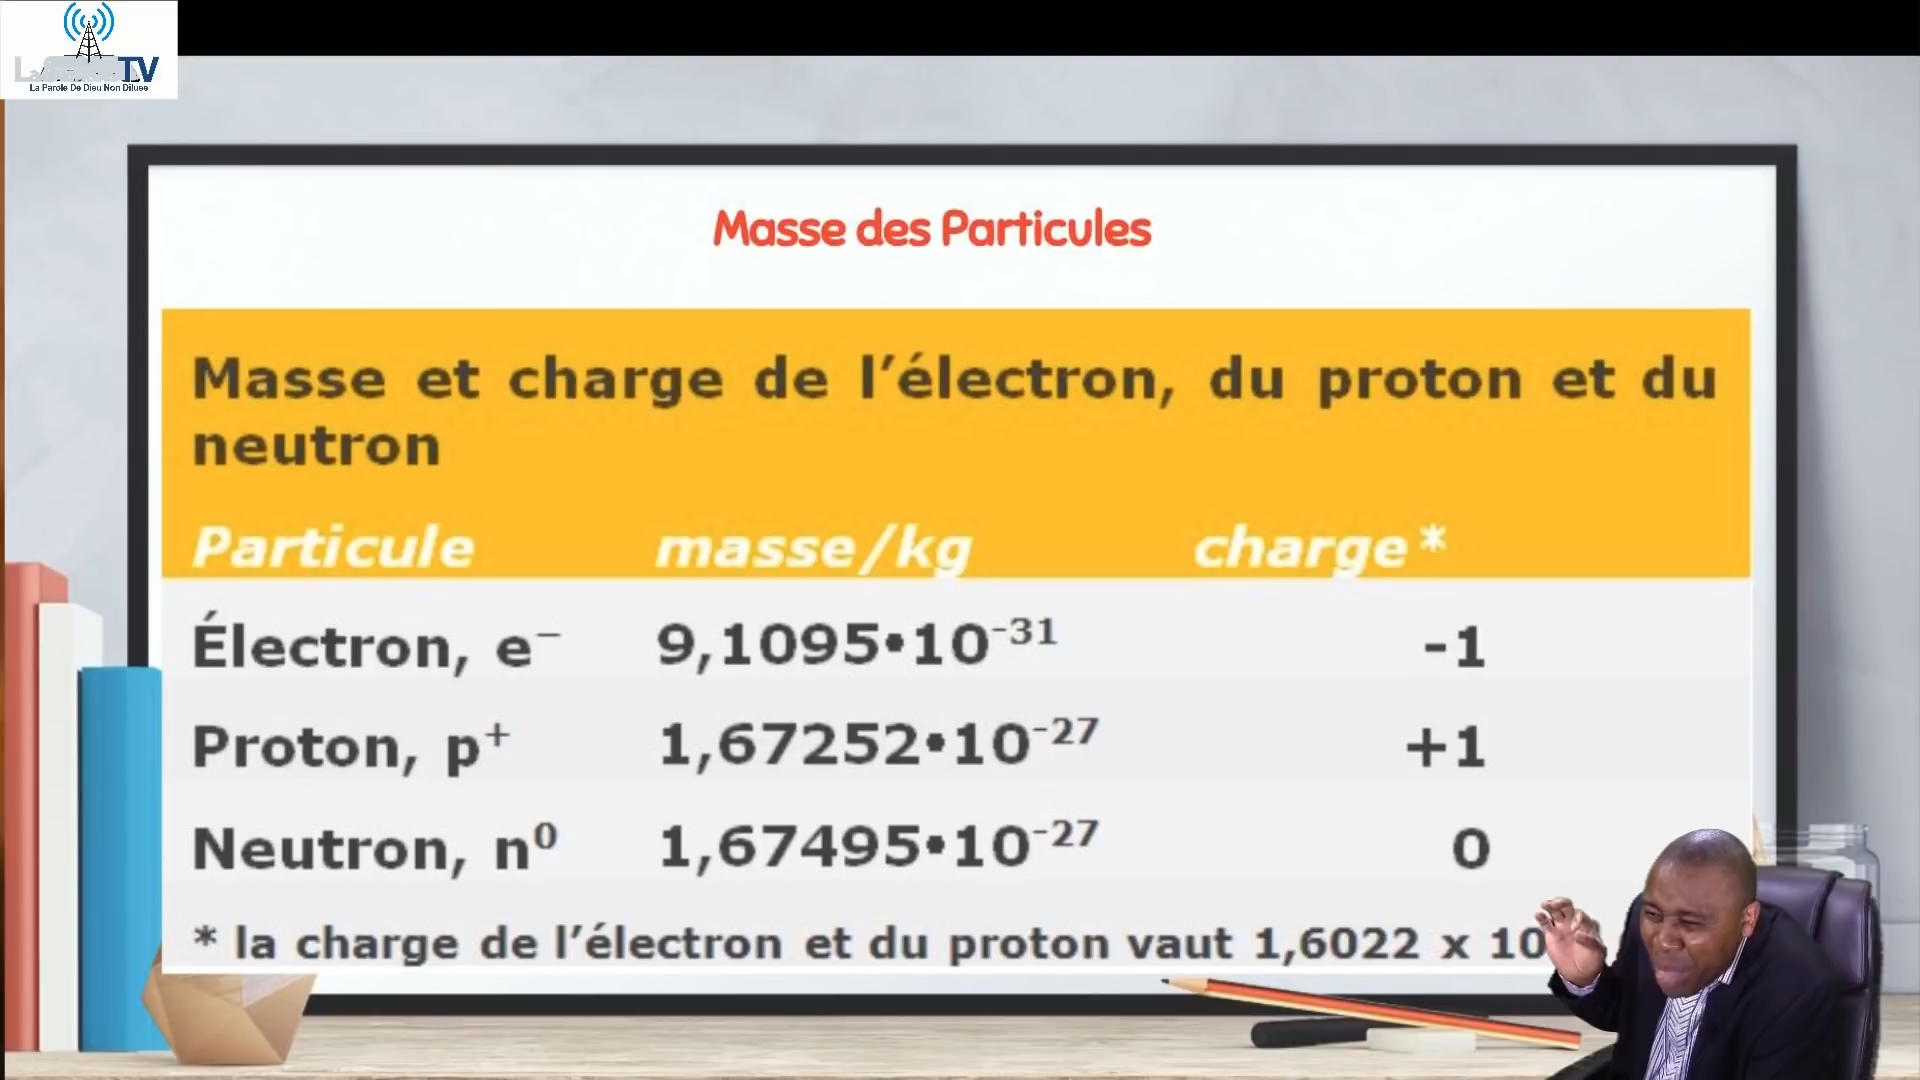 TV
La Parole De Dieu Non Diluee
Masse des Particules
Masse et charge de l’électron, du proton et du
neutron
Particule masse/kg charge*
Électron, e⁻ 9,1095•10⁻³¹ -1
Proton, p⁺ 1,67252•10⁻²⁷ +1
Neutron, n⁰ 1,67495•10⁻²⁷ 0
* la charge de l’électron et du proton vaut 1,6022 x 10